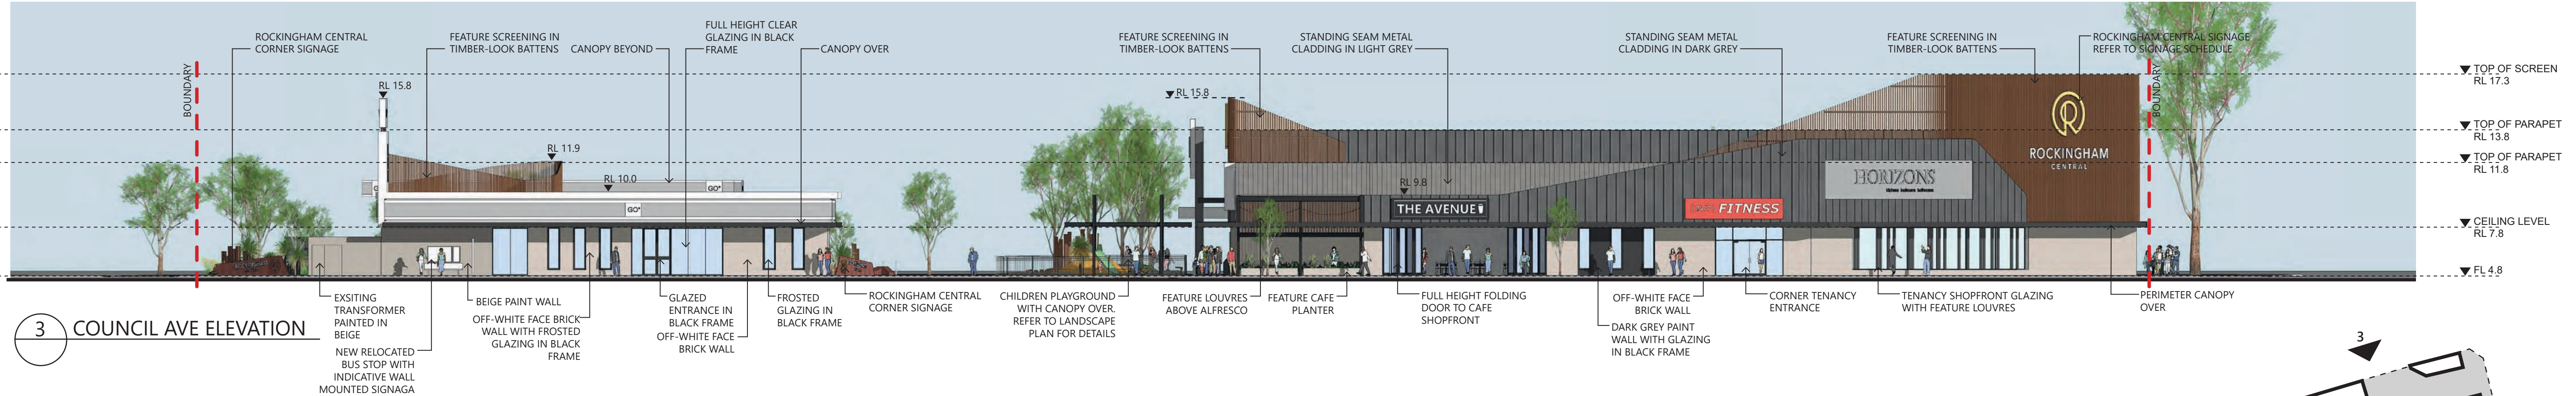 ROCKINGHAM CENTRAL
CORNER SIGNAGE
FEATURE SCREENING IN
TIMBER-LOOK BATTENS
CANOPY BEYOND
FULL HEIGHT CLEAR
GLAZING IN BLACK
FRAME
CANOPY OVER
FEATURE SCREENING IN
TIMBER-LOOK BATTENS
STANDING SEAM METAL
CLADDING IN LIGHT GREY
STANDING SEAM METAL
CLADDING IN DARK GREY
FEATURE SCREENING IN
TIMBER-LOOK BATTENS
ROCKINGHAM CENTRAL SIGNAGE
REFER TO SIGNAGE SCHEDULE
BOUNDARY
BOUNDARY
TOP OF SCREEN
RL 17.3
TOP OF PARAPET
RL 13.8
TOP OF PARAPET
RL 11.8
CEILING LEVEL
RL 7.8
FL 4.8
RL 15.8
RL 11.9
RL 10.0
RL 15.8
RL 9.8
GO+
GO+
THE AVENUE
FITNESS
HORIZONS
ROCKINGHAM
CENTRAL
EXSITING
TRANSFORMER
PAINTED IN
BEIGE
NEW RELOCATED
BUS STOP WITH
INDICATIVE WALL
MOUNTED SIGNAGA
BEIGE PAINT WALL
OFF-WHITE FACE BRICK
WALL WITH FROSTED
GLAZING IN BLACK
FRAME
GLAZED
ENTRANCE IN
BLACK FRAME
OFF-WHITE FACE
BRICK WALL
FROSTED
GLAZING IN
BLACK FRAME
ROCKINGHAM CENTRAL
CORNER SIGNAGE
CHILDREN PLAYGROUND
WITH CANOPY OVER.
REFER TO LANDSCAPE
PLAN FOR DETAILS
FEATURE LOUVRES
ABOVE ALFRESCO
FEATURE CAFE
PLANTER
FULL HEIGHT FOLDING
DOOR TO CAFE
SHOPFRONT
OFF-WHITE FACE
BRICK WALL
DARK GREY PAINT
WALL WITH GLAZING
IN BLACK FRAME
CORNER TENANCY
ENTRANCE
TENANCY SHOPFRONT GLAZING
WITH FEATURE LOUVRES
PERIMETER CANOPY
OVER
3 COUNCIL AVE ELEVATION
3